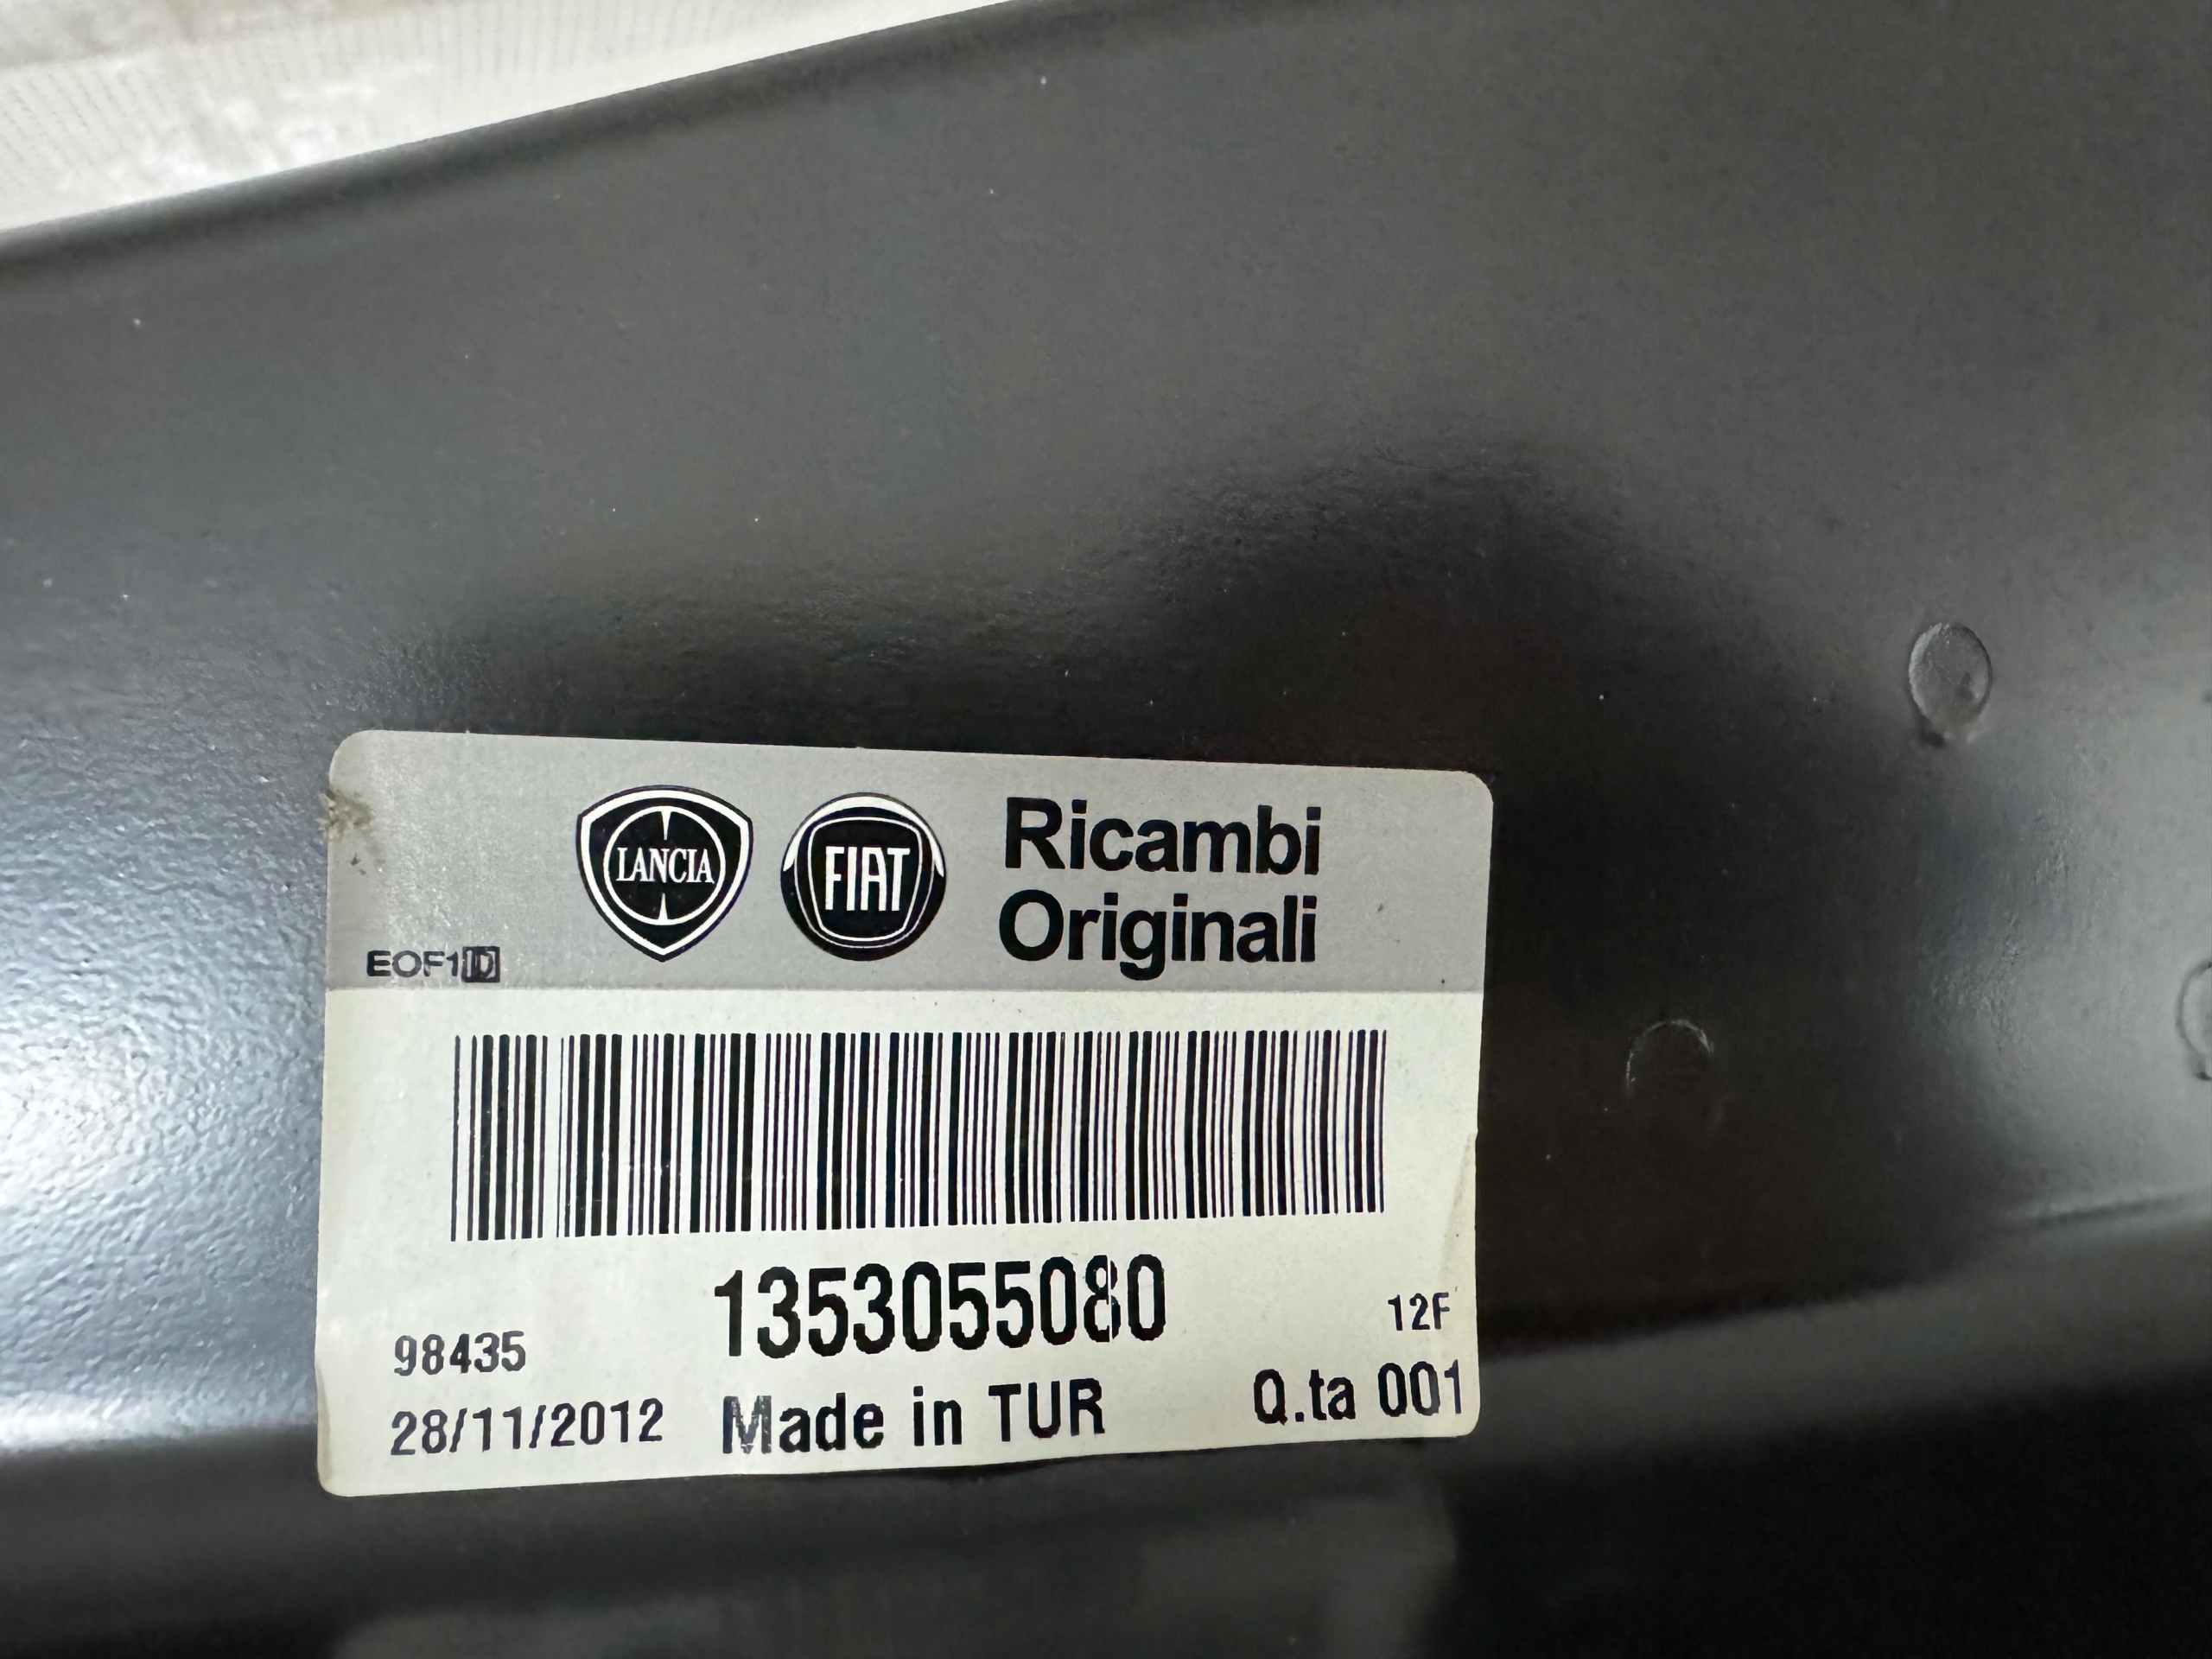 LANCIA FIAT Ricambi
Originali
EOF1D
1353055080
98435
12F
28/11/2012 Made in TUR Q.ta 001